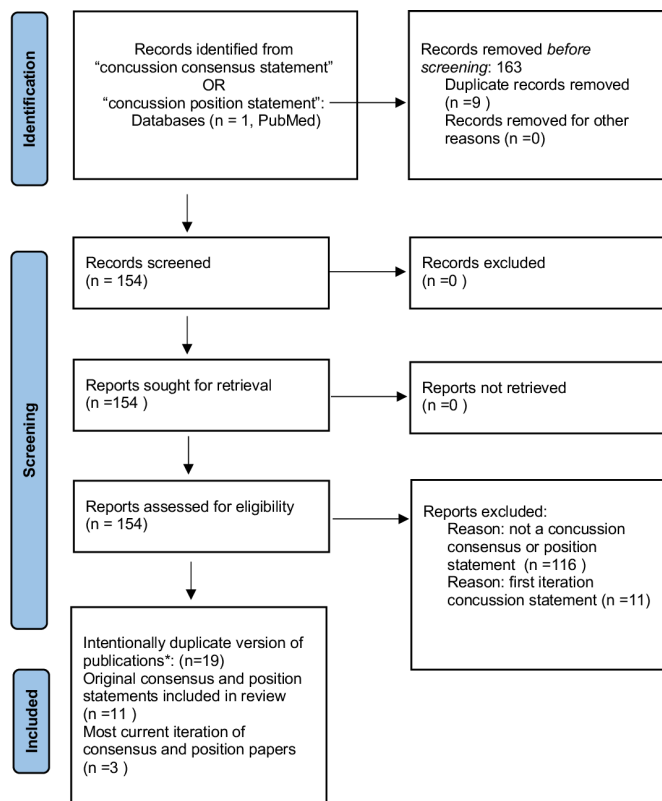 Identification
Records identified from
“concussion consensus statement”
OR
“concussion position statement”:
Databases (n = 1, PubMed)
Records removed before
screening: 163
Duplicate records removed
(n =9 )
Records removed for other
reasons (n =0)
Screening
Records screened
(n = 154)
Records excluded
(n =0 )
Reports sought for retrieval
(n =154 )
Reports not retrieved
(n =0 )
Reports assessed for eligibility
(n = 154)
Reports excluded:
Reason: not a concussion
consensus or position
statement  (n =116 )
Reason: first iteration
concussion statement (n =11)
Included
Intentionally duplicate version of
publications*: (n=19)
Original consensus and position
statements included in review
(n =11 )
Most current iteration of
consensus and position papers
(n =3 )